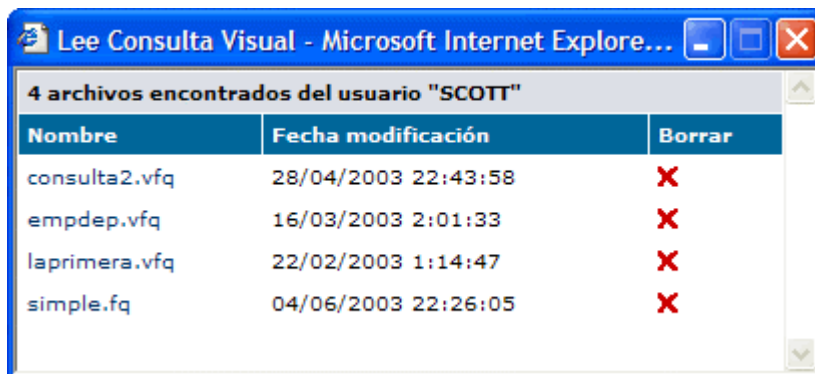 Lee Consulta Visual - Microsoft Internet Explore...
4 archivos encontrados del usuario "SCOTT"
Nombre Fecha modificación Borrar
consulta2.vfq 28/04/2003 22:43:58
empdep.vfq 16/03/2003 2:01:33
laprimera.vfq 22/02/2003 1:14:47
simple.fq 04/06/2003 22:26:05